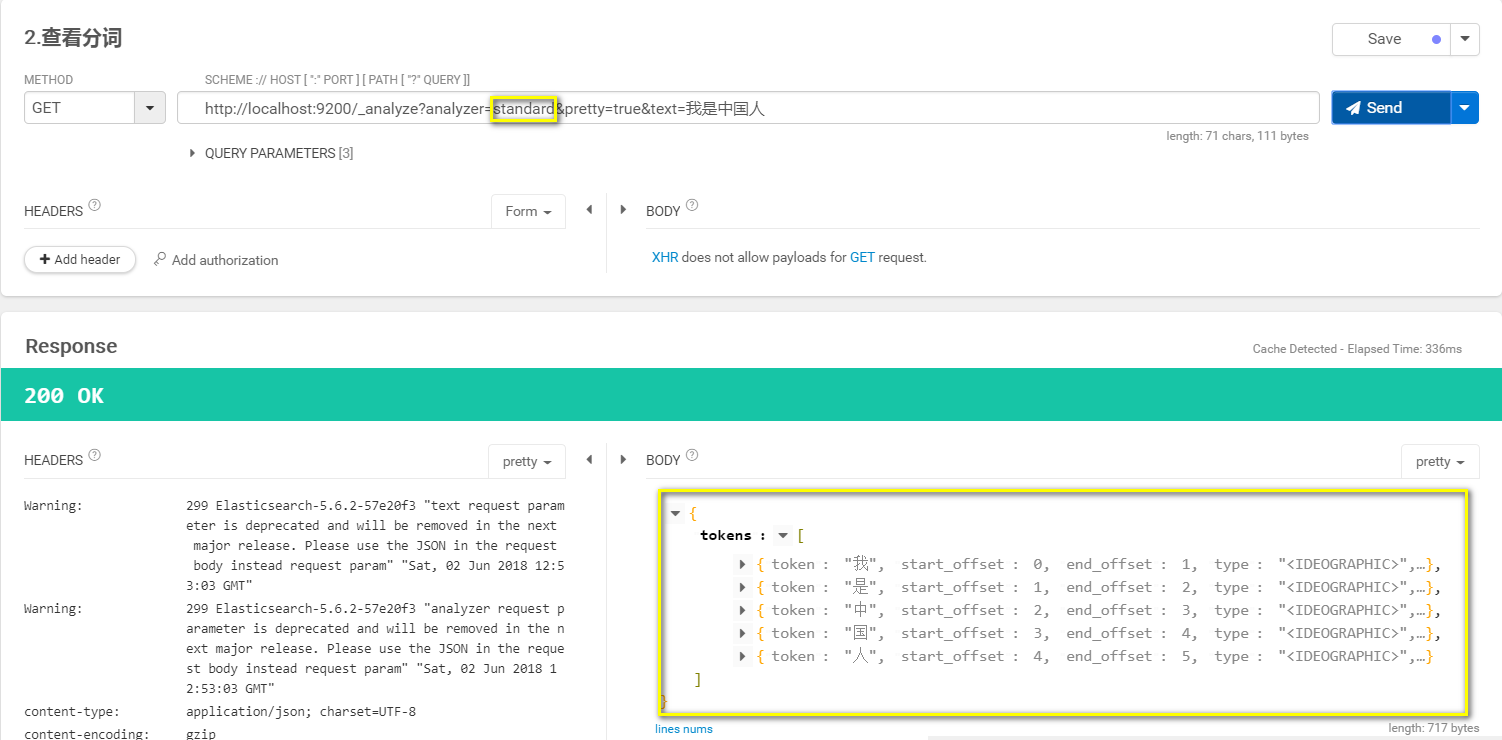 2.查看分词
Save
METHOD
SCHEME :// HOST [ ":" PORT ] [ PATH [ "?" QUERY ]]
GET
http://localhost:9200/_analyze?analyzer=standard&pretty=true&text=我是中国人
Send
length: 71 chars, 111 bytes
QUERY PARAMETERS [3]
HEADERS ?
Form
BODY ?
Add header
Add authorization
XHR does not allow payloads for GET request.
Response
Cache Detected - Elapsed Time: 336ms
200 OK
HEADERS ?
pretty
BODY ?
pretty
Warning:
299 Elasticsearch-5.6.2-57e20f3 "text request param
eter is deprecated and will be removed in the next
major release. Please use the JSON in the request
body instead request param" "Sat, 02 Jun 2018 12:5
3:03 GMT"
Warning:
299 Elasticsearch-5.6.2-57e20f3 "analyzer request p
arameter is deprecated and will be removed in the n
ext major release. Please use the JSON in the reque
st body instead request param" "Sat, 02 Jun 2018 1
2:53:03 GMT"
content-type:
application/json; charset=UTF-8
content-encoding:
gzip
{
tokens : [
{ token : "我", start_offset : 0, end_offset : 1, type : "<IDEOGRAPHIC>",…},
{ token : "是", start_offset : 1, end_offset : 2, type : "<IDEOGRAPHIC>",…},
{ token : "中", start_offset : 2, end_offset : 3, type : "<IDEOGRAPHIC>",…},
{ token : "国", start_offset : 3, end_offset : 4, type : "<IDEOGRAPHIC>",…},
{ token : "人", start_offset : 4, end_offset : 5, type : "<IDEOGRAPHIC>",…}
]
}
lines nums
length: 717 bytes